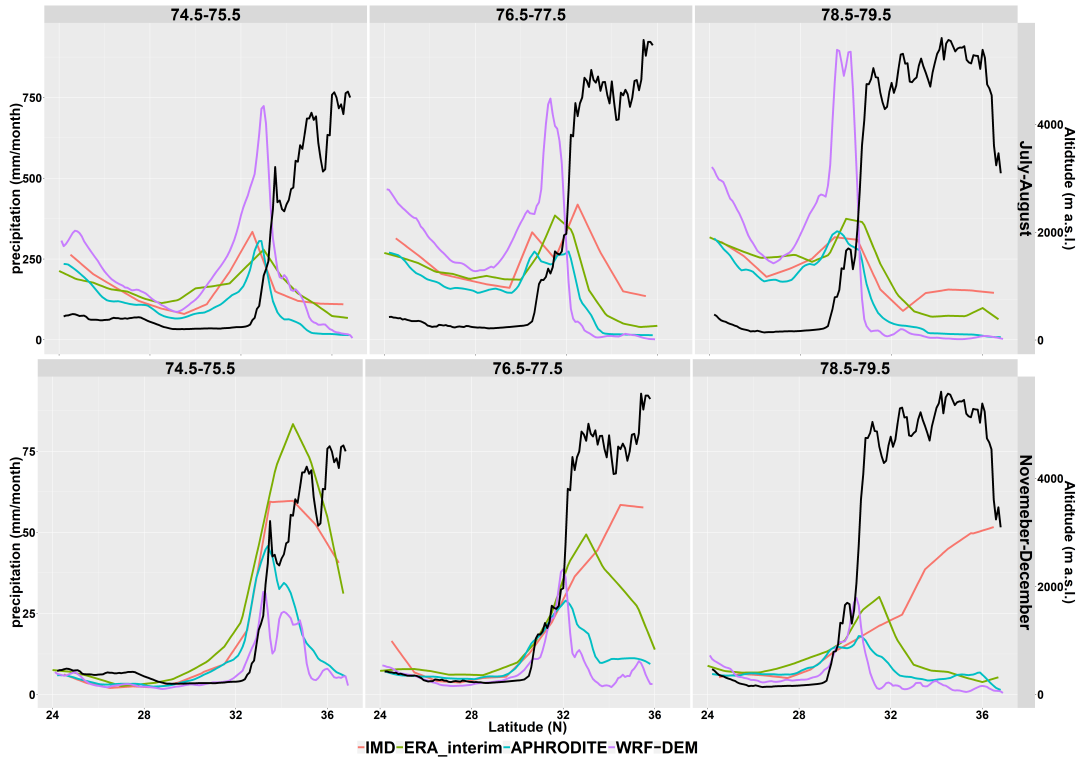 74.5-75.5 76.5-77.5 78.5-79.5
precipitation (mm/month)
750
500
250
0
4000
2000
0
Altidtude (m a.s.l.)
July-August
74.5-75.5 76.5-77.5 78.5-79.5
precipitation (mm/month)
75
50
25
0
4000
2000
0
Altidtude (m a.s.l.)
Novemeber-December
24 28 32 36 24 28 32 36 24 28 32 36
Latitude (N)
IMD ERA_interim APHRODITE WRF-DEM